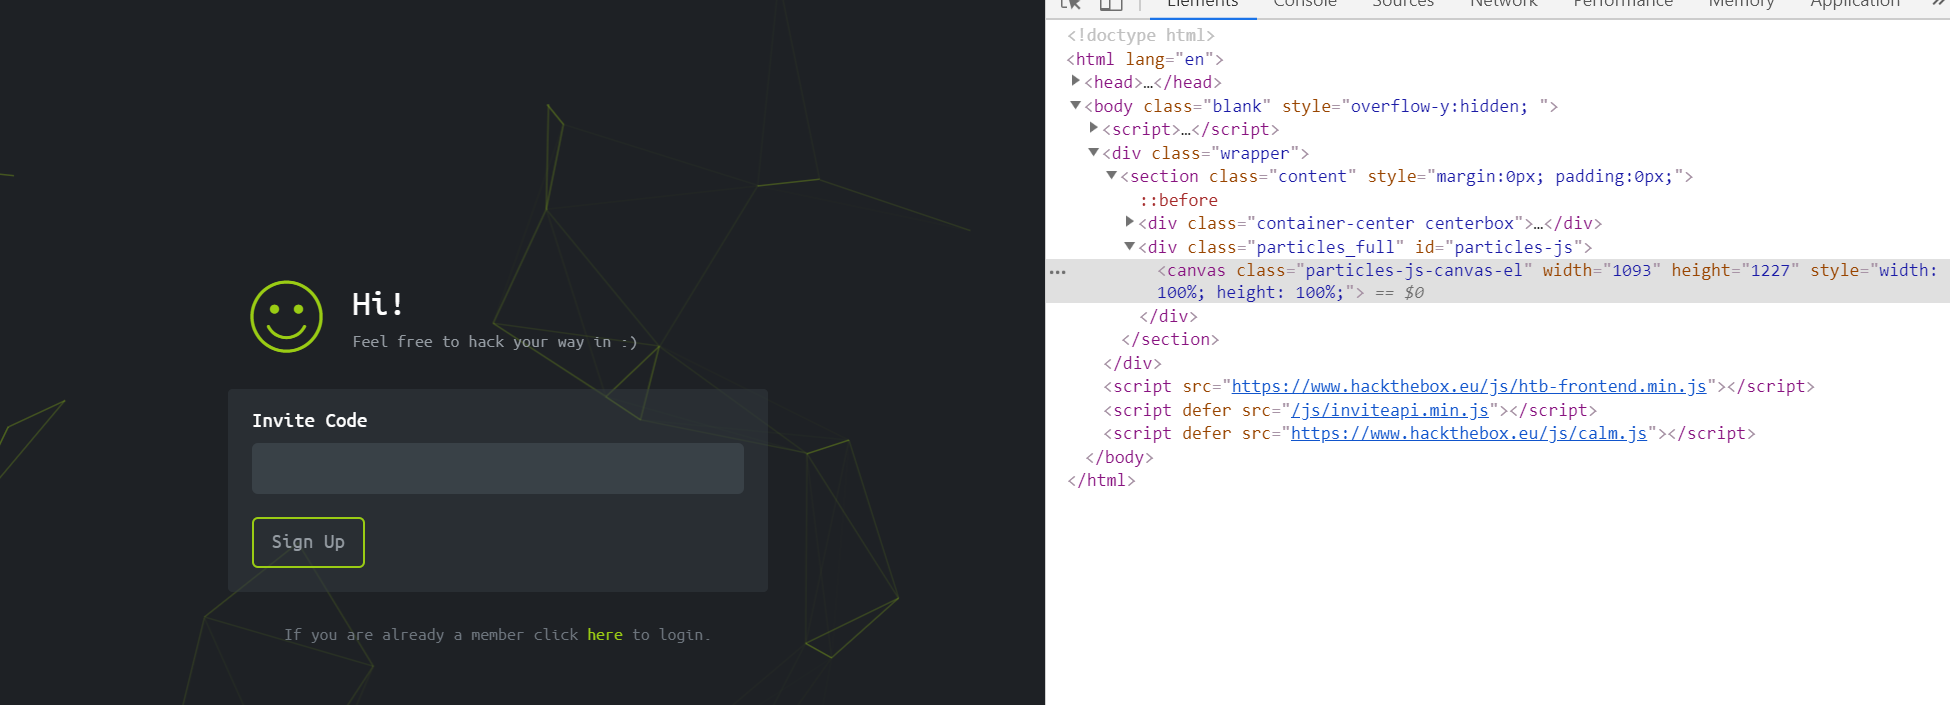 Hi!
Feel free to hack your way in :)
Invite Code
Sign Up
If you are already a member click here to login.
Elements Console Sources Network Performance Memory Application »
<!doctype html>
<html lang="en">
<head>…</head>
<body class="blank" style="overflow-y:hidden; ">
<script>…</script>
<div class="wrapper">
<section class="content" style="margin:0px; padding:0px;">
::before
<div class="container-center centerbox">…</div>
<div class="particles_full" id="particles-js">
<canvas class="particles-js-canvas-el" width="1093" height="1227" style="width:
100%; height: 100%;"> == $0
</div>
</section>
</div>
<script src="https://www.hackthebox.eu/js/htb-frontend.min.js"></script>
<script defer src="/js/inviteapi.min.js"></script>
<script defer src="https://www.hackthebox.eu/js/calm.js"></script>
</body>
</html>